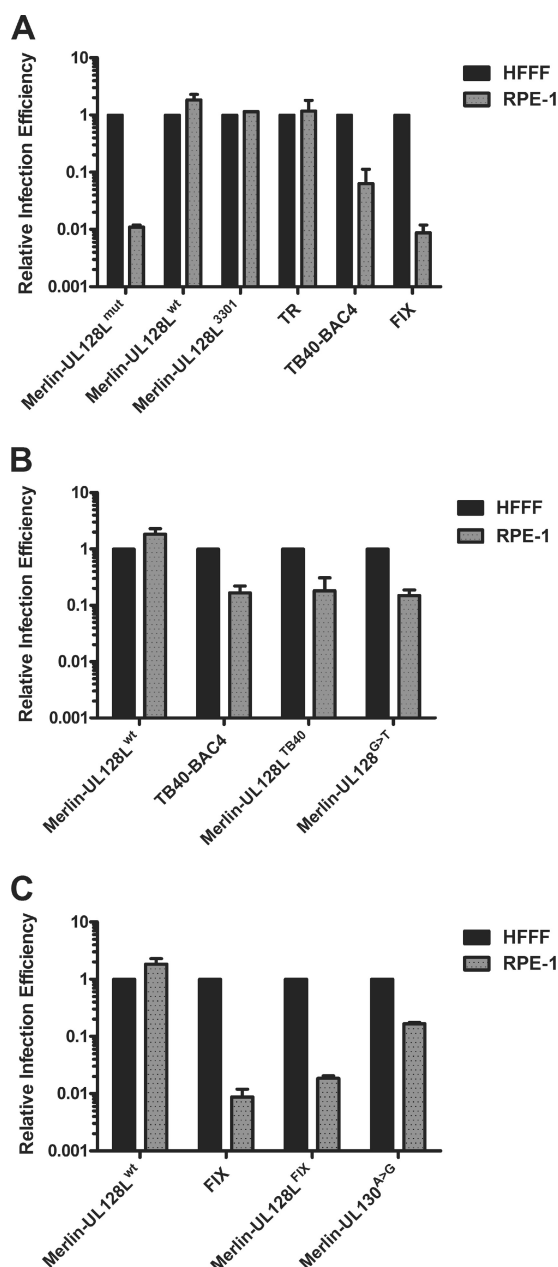 A
Relative Infection Efficiency
10
1
0.1
0.01
0.001
HFFF
RPE-1
Merlin-UL128L^mut
Merlin-UL128L^wt
Merlin-UL128L^3301
TR
TB40-BAC4
FIX
B
Relative Infection Efficiency
10
1
0.1
0.01
0.001
HFFF
RPE-1
Merlin-UL128L^wt
TB40-BAC4
Merlin-UL128L^TB40
Merlin-UL128^G>T
C
Relative Infection Efficiency
10
1
0.1
0.01
0.001
HFFF
RPE-1
Merlin-UL128L^wt
FIX
Merlin-UL128L^FIX
Merlin-UL130^A>G